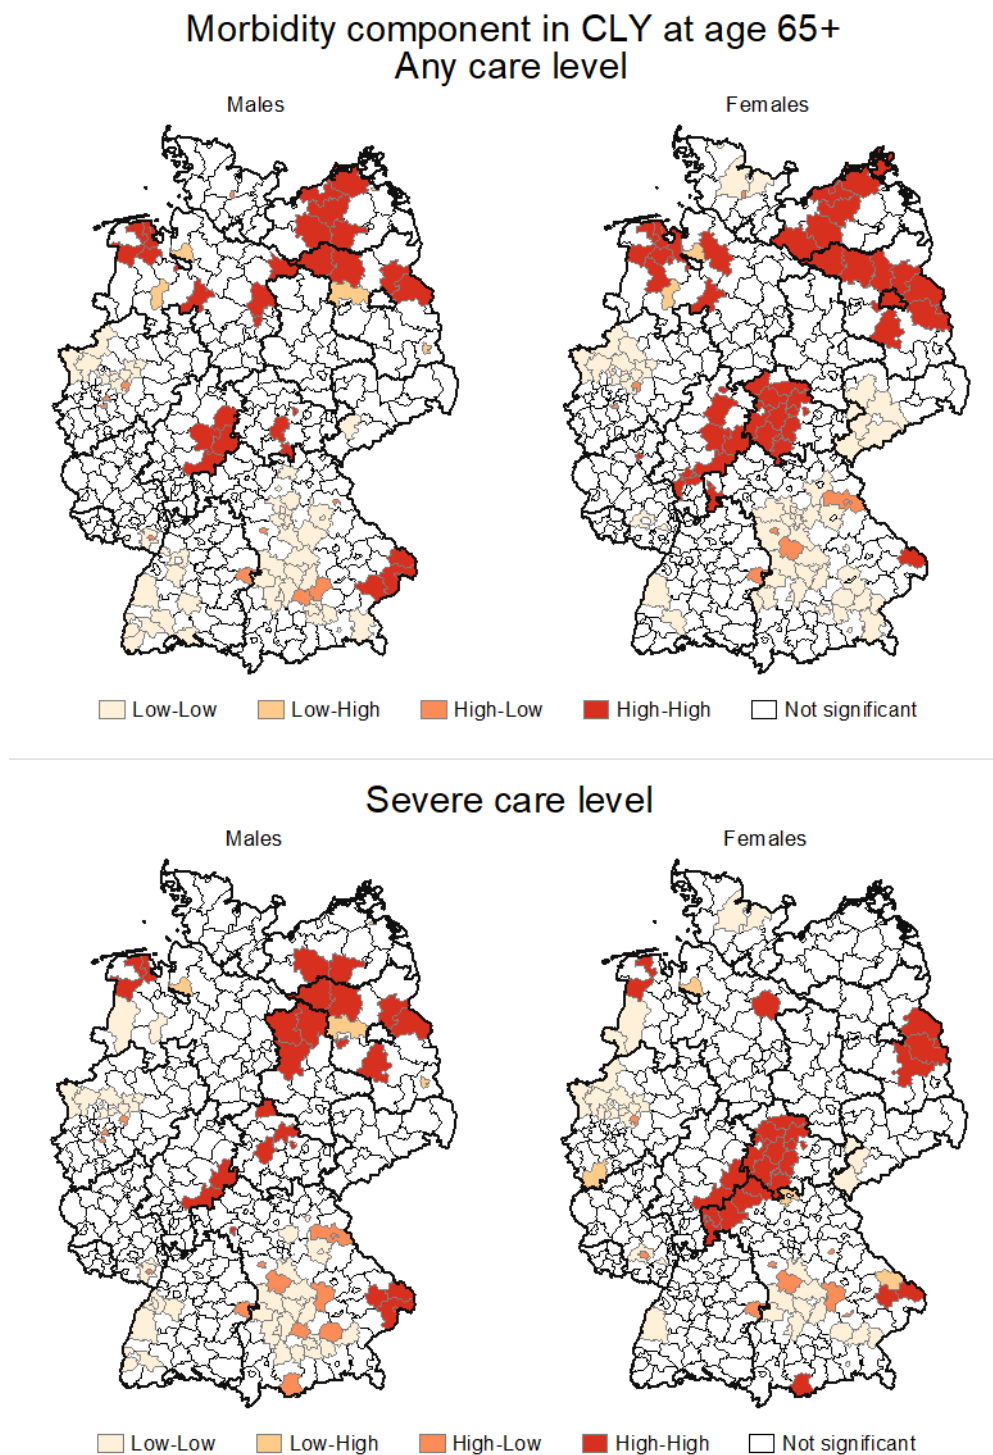 Morbidity component in CLY at age 65+
Any care level
Males
Females
Low-Low
Low-High
High-Low
High-High
Not significant
Severe care level
Males
Females
Low-Low
Low-High
High-Low
High-High
Not significant